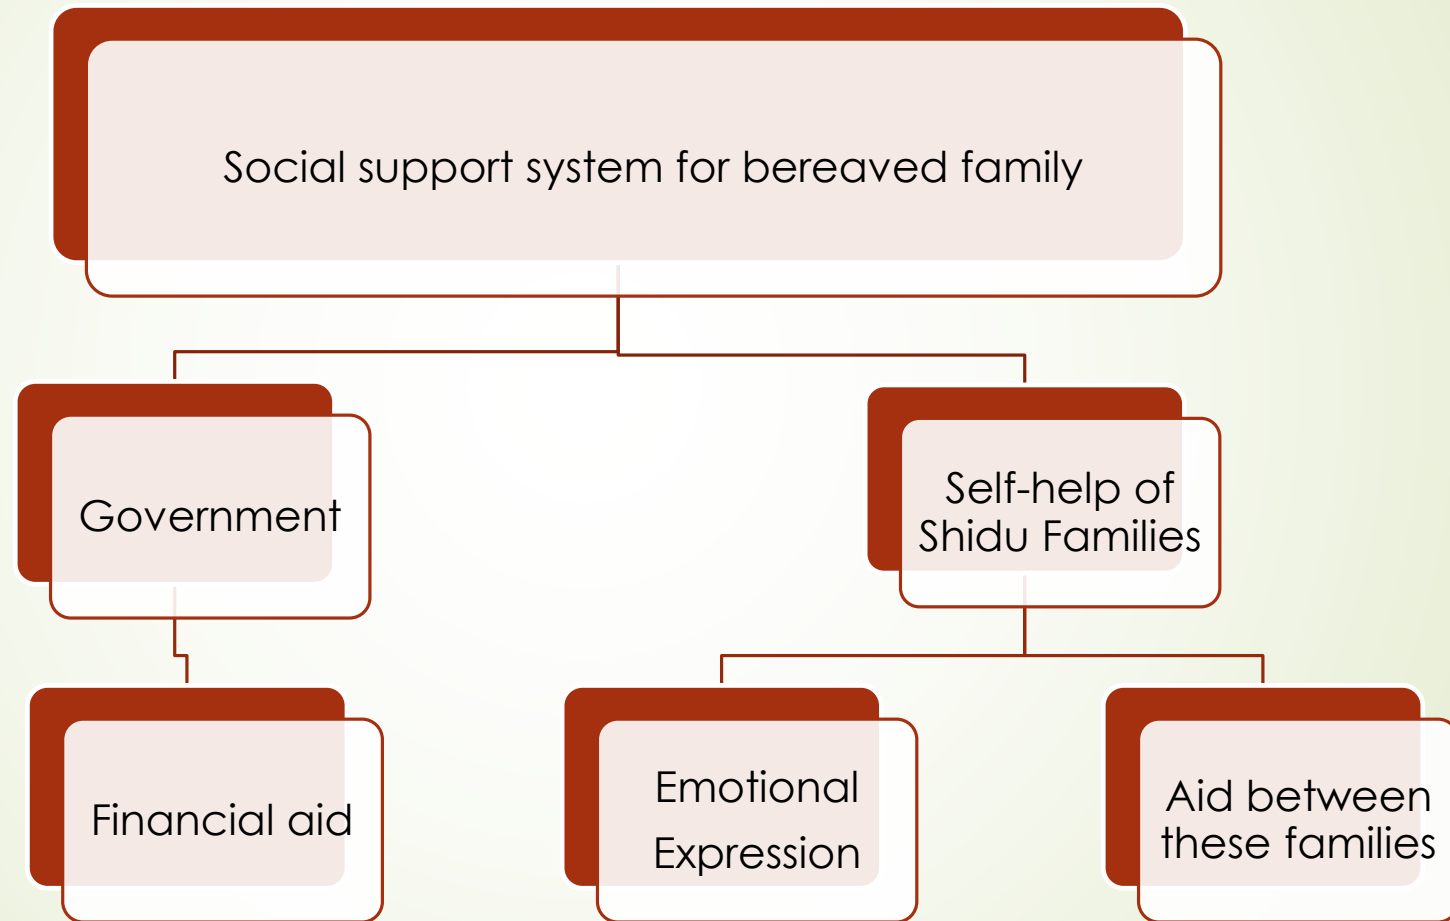 Social support system for bereaved family
Government
Self-help of
Shidu Families
Financial aid
Emotional
Expression
Aid between
these families